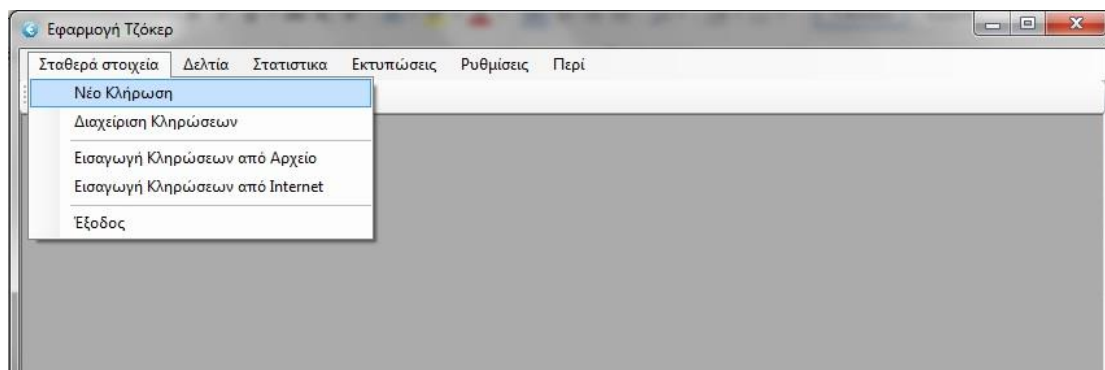 Εφαρμογή Τζόκερ
Σταθερά στοιχεία Δελτία Στατιστικα Εκτυπώσεις Ρυθμίσεις Περί
Νέο Κλήρωση
Διαχείριση Κληρώσεων
Εισαγωγή Κληρώσεων από Αρχείο
Εισαγωγή Κληρώσεων από Internet
Έξοδος